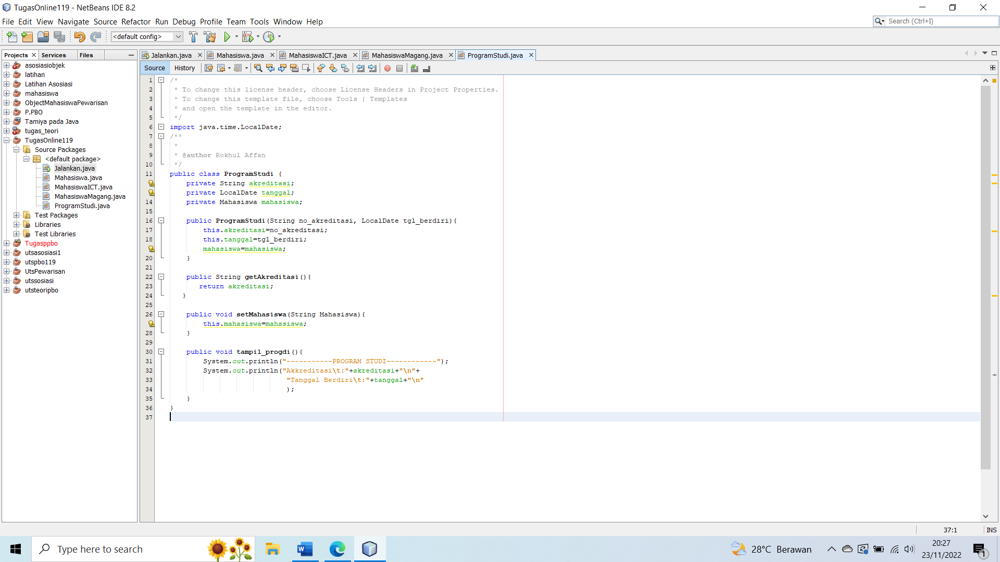 TugasOnline119 - NetBeans IDE 8.2
File Edit View Navigate Source Refactor Run Debug Profile Team Tools Window Help
Search (Ctrl+I)
<default config>
Projects Services Files
Jalankan.java Mahasiswa.java MahasiswaICT.java MahasiswaMagang.java ProgramStudi.java
Source History
asosiasiobjek
latihan
Latihan Asosiasi
mahasiswa
ObjectMahasiswaPewarisan
P.PBO
Tamiya pada Java
tugas_teori
TugasOnline119
Source Packages
<default package>
Jalankan.java
Mahasiswa.java
MahasiswaICT.java
MahasiswaMagang.java
ProgramStudi.java
Test Packages
Libraries
Test Libraries
Tugasppbo
utsasosiasi1
utspbo119
UtsPewarisan
utssosiasi
utsteoripbo
1 /*
2 * To change this license header, choose License Headers in Project Properties.
3 * To change this template file, choose Tools | Templates
4 * and open the template in the editor.
5 */
6 import java.time.LocalDate;
7 /**
8 *
9 * @author Rokhul Affan
10 */
11 public class ProgramStudi {
private String akreditasi;
private LocalDate tanggal;
14 private Mahasiswa mahasiswa;
15
16 public ProgramStudi(String no_akreditasi, LocalDate tgl_berdiri){
17 this.akreditasi=no_akreditasi;
18 this.tanggal=tgl_berdiri;
mahasiswa=mahasiswa;
20 }
21
22 public String getAkreditasi(){
23 return akreditasi;
24 }
25
26 public void setMahasiswa(String Mahasiswa){
this.mahasiswa=mahasiswa;
28 }
29
30 public void tampil_progdi(){
31 System.out.println("-----------PROGRAM STUDI------------");
32 System.out.println("Akkreditasi\t:"+akreditasi+"\n"+
33 "Tanggal Berdiri\t:"+tanggal+"\n"
34 );
35 }
36 }
37
37:1 INS
Type here to search
28°C Berawan
20:27
23/11/2022
1